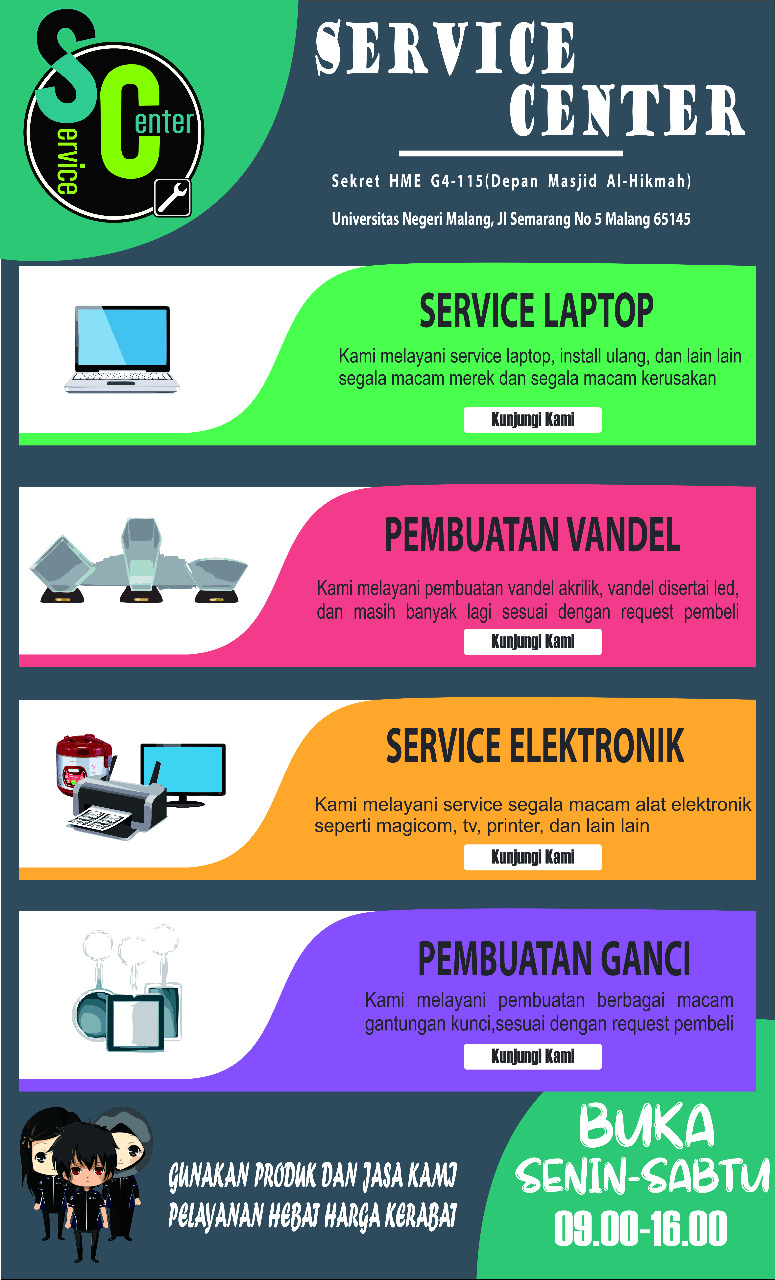 Service
Center
SERVICE
CENTER
Sekret HME G4-115(Depan Masjid Al-Hikmah)
Universitas Negeri Malang, Jl Semarang No 5 Malang 65145
SERVICE LAPTOP
Kami melayani service laptop, install ulang, dan lain lain
segala macam merek dan segala macam kerusakan
Kunjungi Kami
PEMBUATAN VANDEL
Kami melayani pembuatan vandel akrilik, vandel disertai led,
dan masih banyak lagi sesuai dengan request pembeli
Kunjungi Kami
SERVICE ELEKTRONIK
Kami melayani service segala macam alat elektronik
seperti magicom, tv, printer, dan lain lain
Kunjungi Kami
PEMBUATAN GANCI
Kami melayani pembuatan berbagai macam
gantungan kunci,sesuai dengan request pembeli
Kunjungi Kami
GUNAKAN PRODUK DAN JASA KAMI
PELAYANAN HEBAT HARGA KERABAT
BUKA
SENIN-SABTU
09.00-16.00